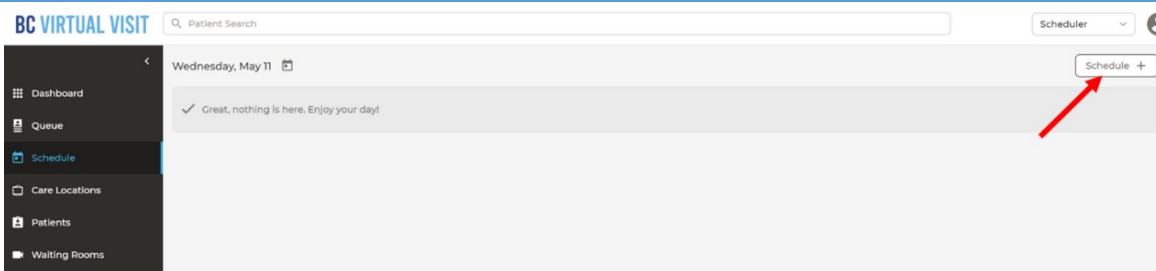 BC VIRTUAL VISIT
Patient Search
Scheduler
Wednesday, May 11
Schedule +
Dashboard
Great, nothing is here. Enjoy your day!
Queue
Schedule
Care Locations
Patients
Waiting Rooms